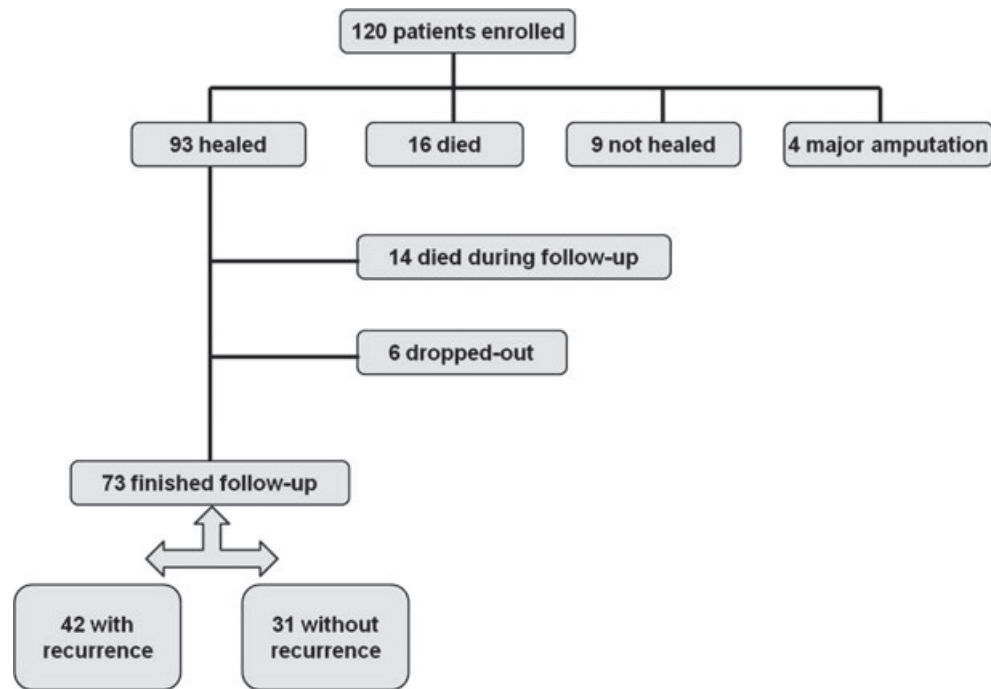 120 patients enrolled
93 healed
16 died
9 not healed
4 major amputation
14 died during follow-up
6 dropped-out
73 finished follow-up
42 with
recurrence
31 without
recurrence